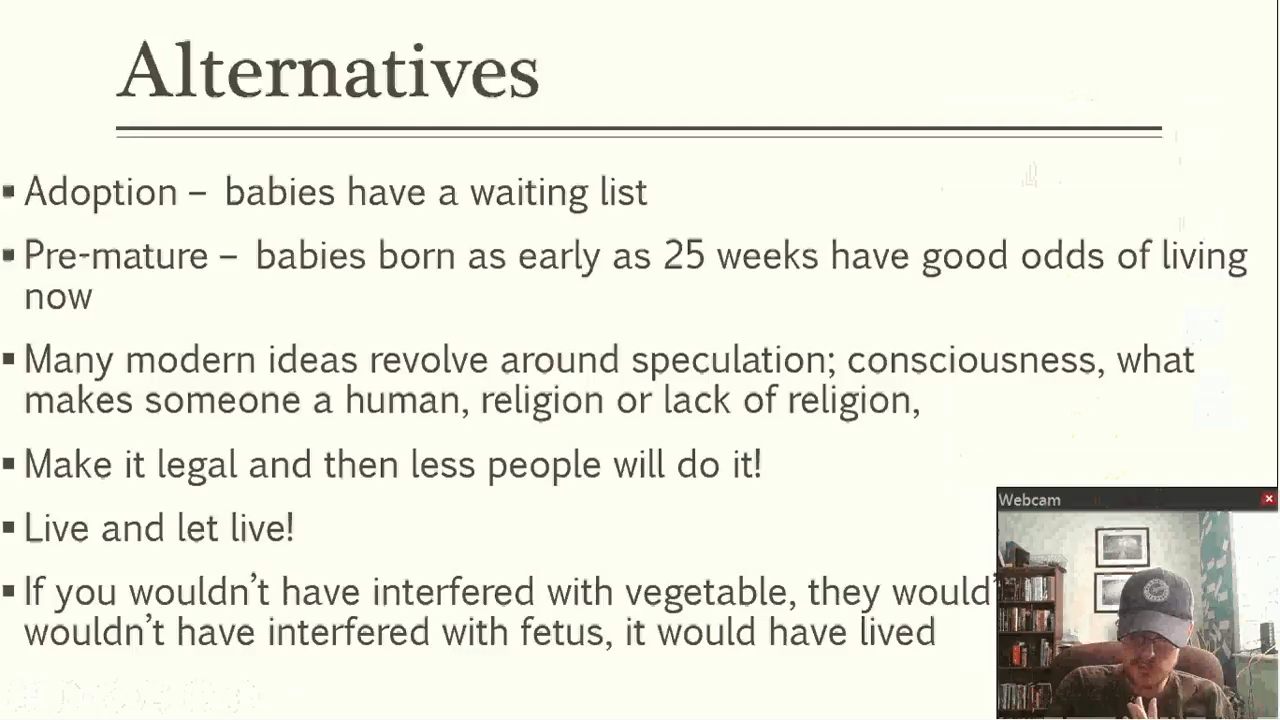 Alternatives
▪ Adoption – babies have a waiting list
▪ Pre-mature – babies born as early as 25 weeks have good odds of living
now
▪ Many modern ideas revolve around speculation; consciousness, what
makes someone a human, religion or lack of religion,
▪ Make it legal and then less people will do it!
▪ Live and let live!
▪ If you wouldn't have interfered with vegetable, they would'
wouldn't have interfered with fetus, it would have lived
Webcam